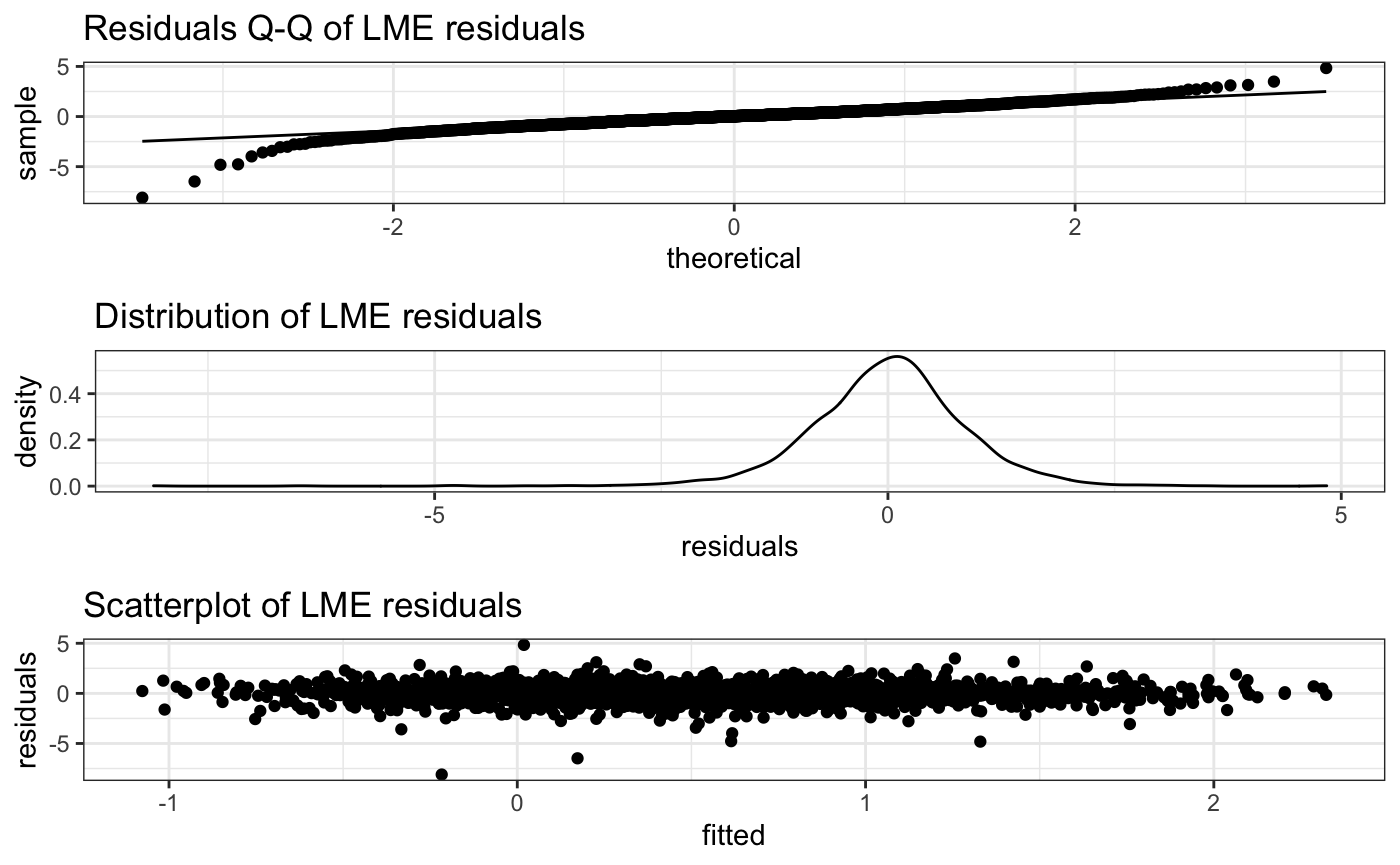 Residuals Q-Q of LME residuals
5
0
-5
sample
-2 0 2
theoretical
Distribution of LME residuals
0.4
0.2
0.0
density
-5 0 5
residuals
Scatterplot of LME residuals
5
0
-5
residuals
-1 0 1 2
fitted